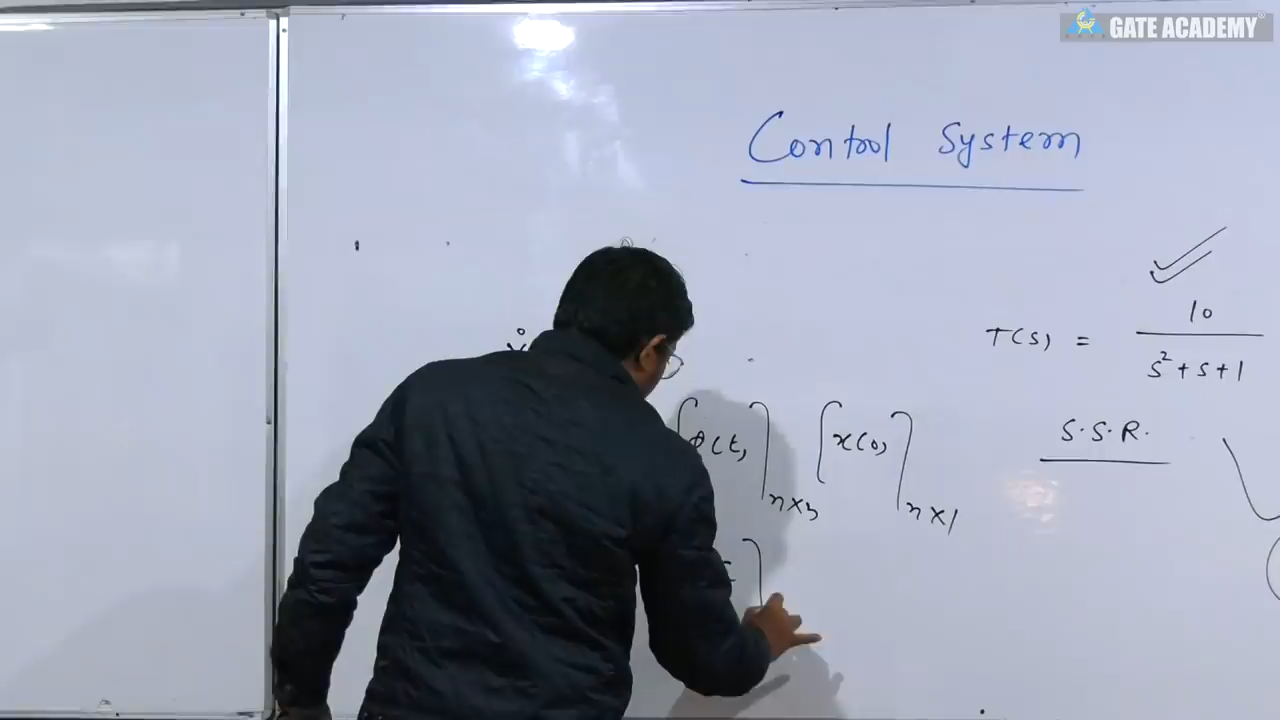 GATE ACADEMY
Control System
T(s) = 10 / s²+s+1
[φ(t)]n×n [x(0)]n×1
S.S.R.